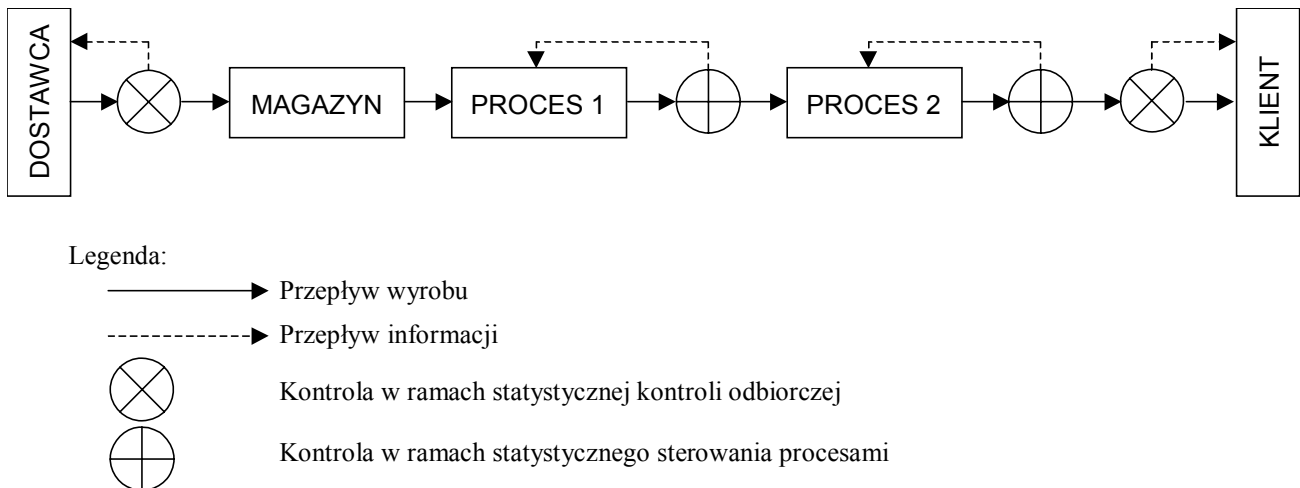 DOSTAWCA
MAGAZYN
PROCES 1
PROCES 2
KLIENT
Legenda:
Przepływ wyrobu
Przepływ informacji
Kontrola w ramach statystycznej kontroli odbiorczej
Kontrola w ramach statystycznego sterowania procesami